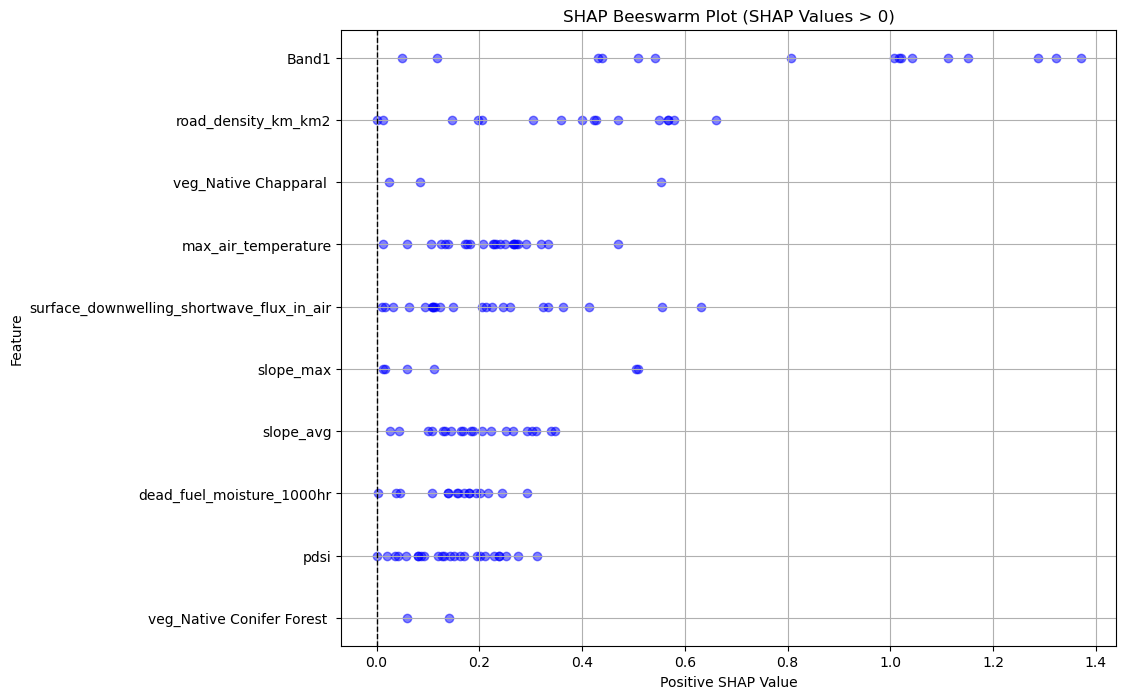 SHAP Beeswarm Plot (SHAP Values > 0)
Band1
road_density_km_km2
veg_Native Chapparal
max_air_temperature
surface_downwelling_shortwave_flux_in_air
slope_max
slope_avg
dead_fuel_moisture_1000hr
pdsi
veg_Native Conifer Forest
Feature
0.0 0.2 0.4 0.6 0.8 1.0 1.2 1.4
Positive SHAP Value